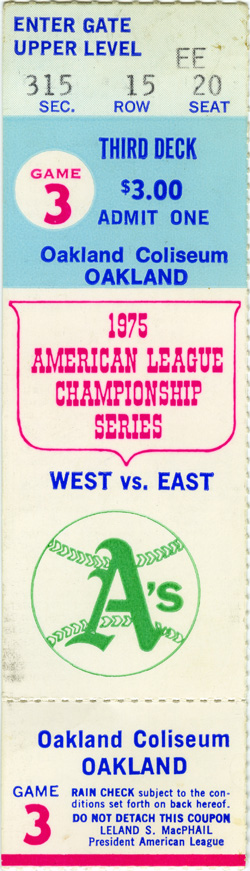 ENTER GATE
UPPER LEVEL EE
315 15 20
SEC. ROW SEAT
THIRD DECK
GAME
3
$3.00
ADMIT ONE
Oakland Coliseum
OAKLAND
1975
AMERICAN LEAGUE
CHAMPIONSHIP
SERIES
WEST vs. EAST
A's
Oakland Coliseum
OAKLAND
GAME
3
RAIN CHECK subject to the con-
ditions set forth on back hereof.
DO NOT DETACH THIS COUPON
LELAND S. MacPHAIL
President American League